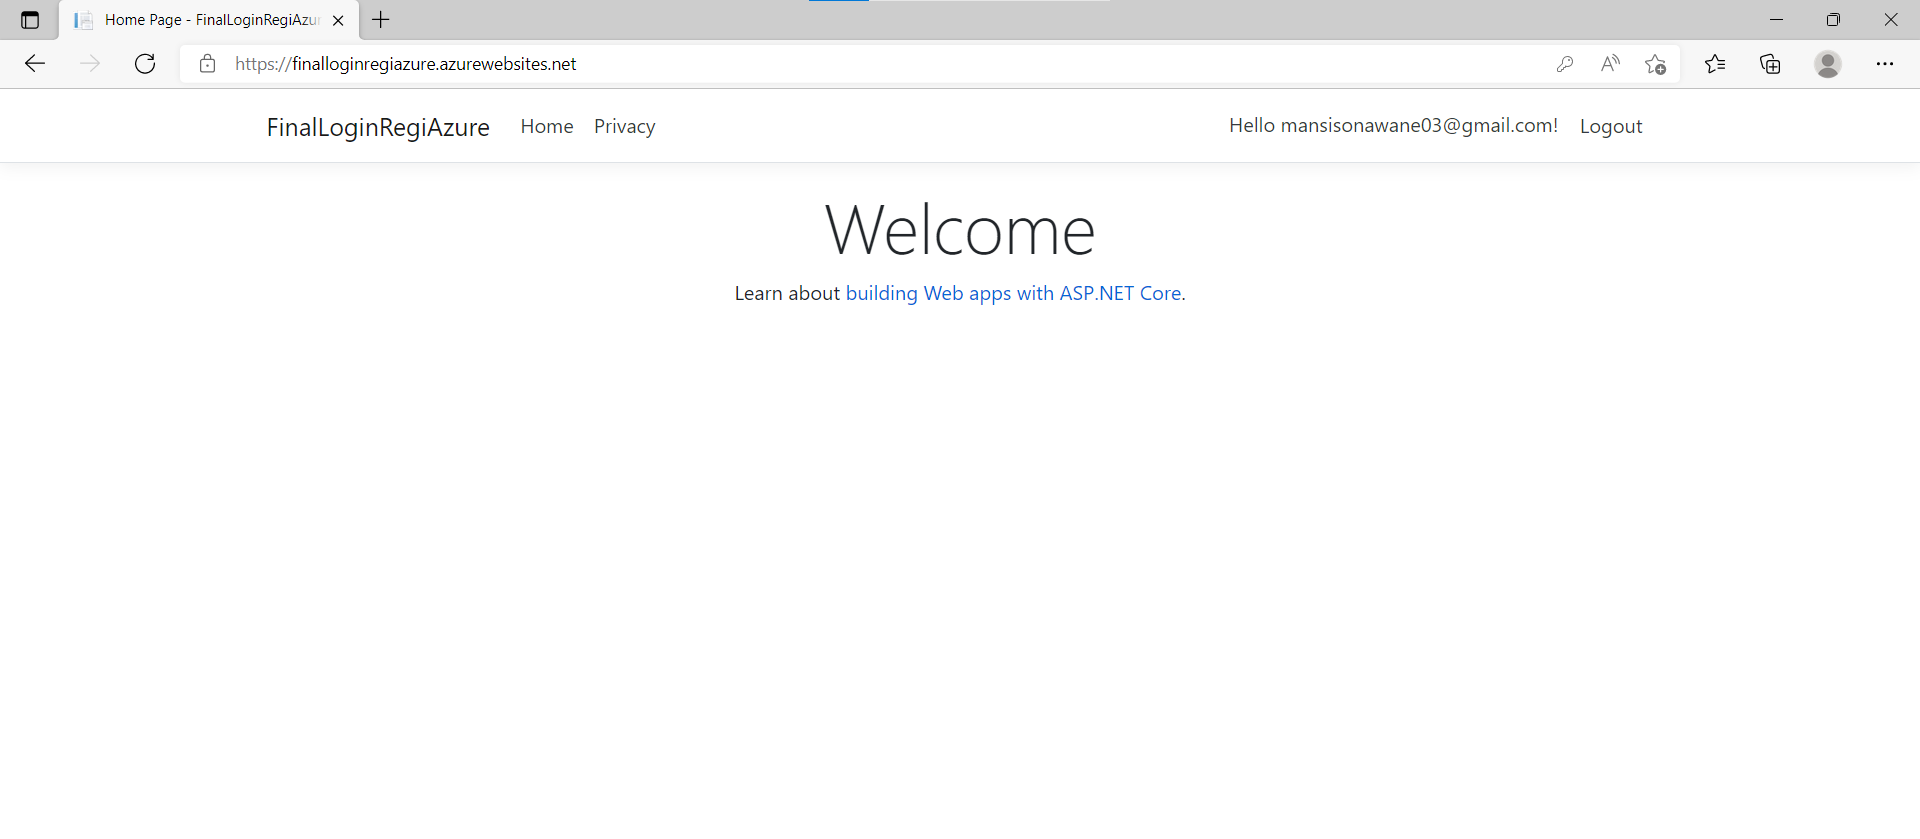 Home Page - FinalLoginRegiAzu
https://finalloginregiazure.azurewebsites.net
FinalLoginRegiAzure Home Privacy Hello mansisonawane03@gmail.com! Logout
Welcome
Learn about building Web apps with ASP.NET Core.